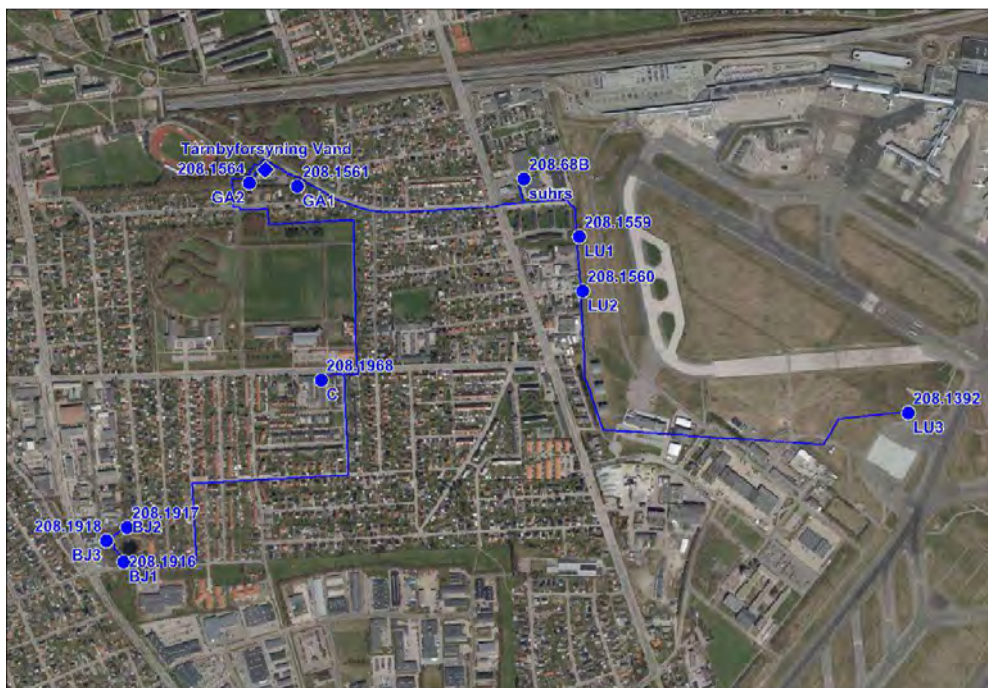 Tårnbyforsyning Vand
208.1564
208.1561
GA2
GA1
208.68B
suhrs
208.1559
LU1
208.1560
LU2
208.1968
C
208.1392
LU3
208.1917
BJ2
208.1918
BJ3
208.1916
BJ1